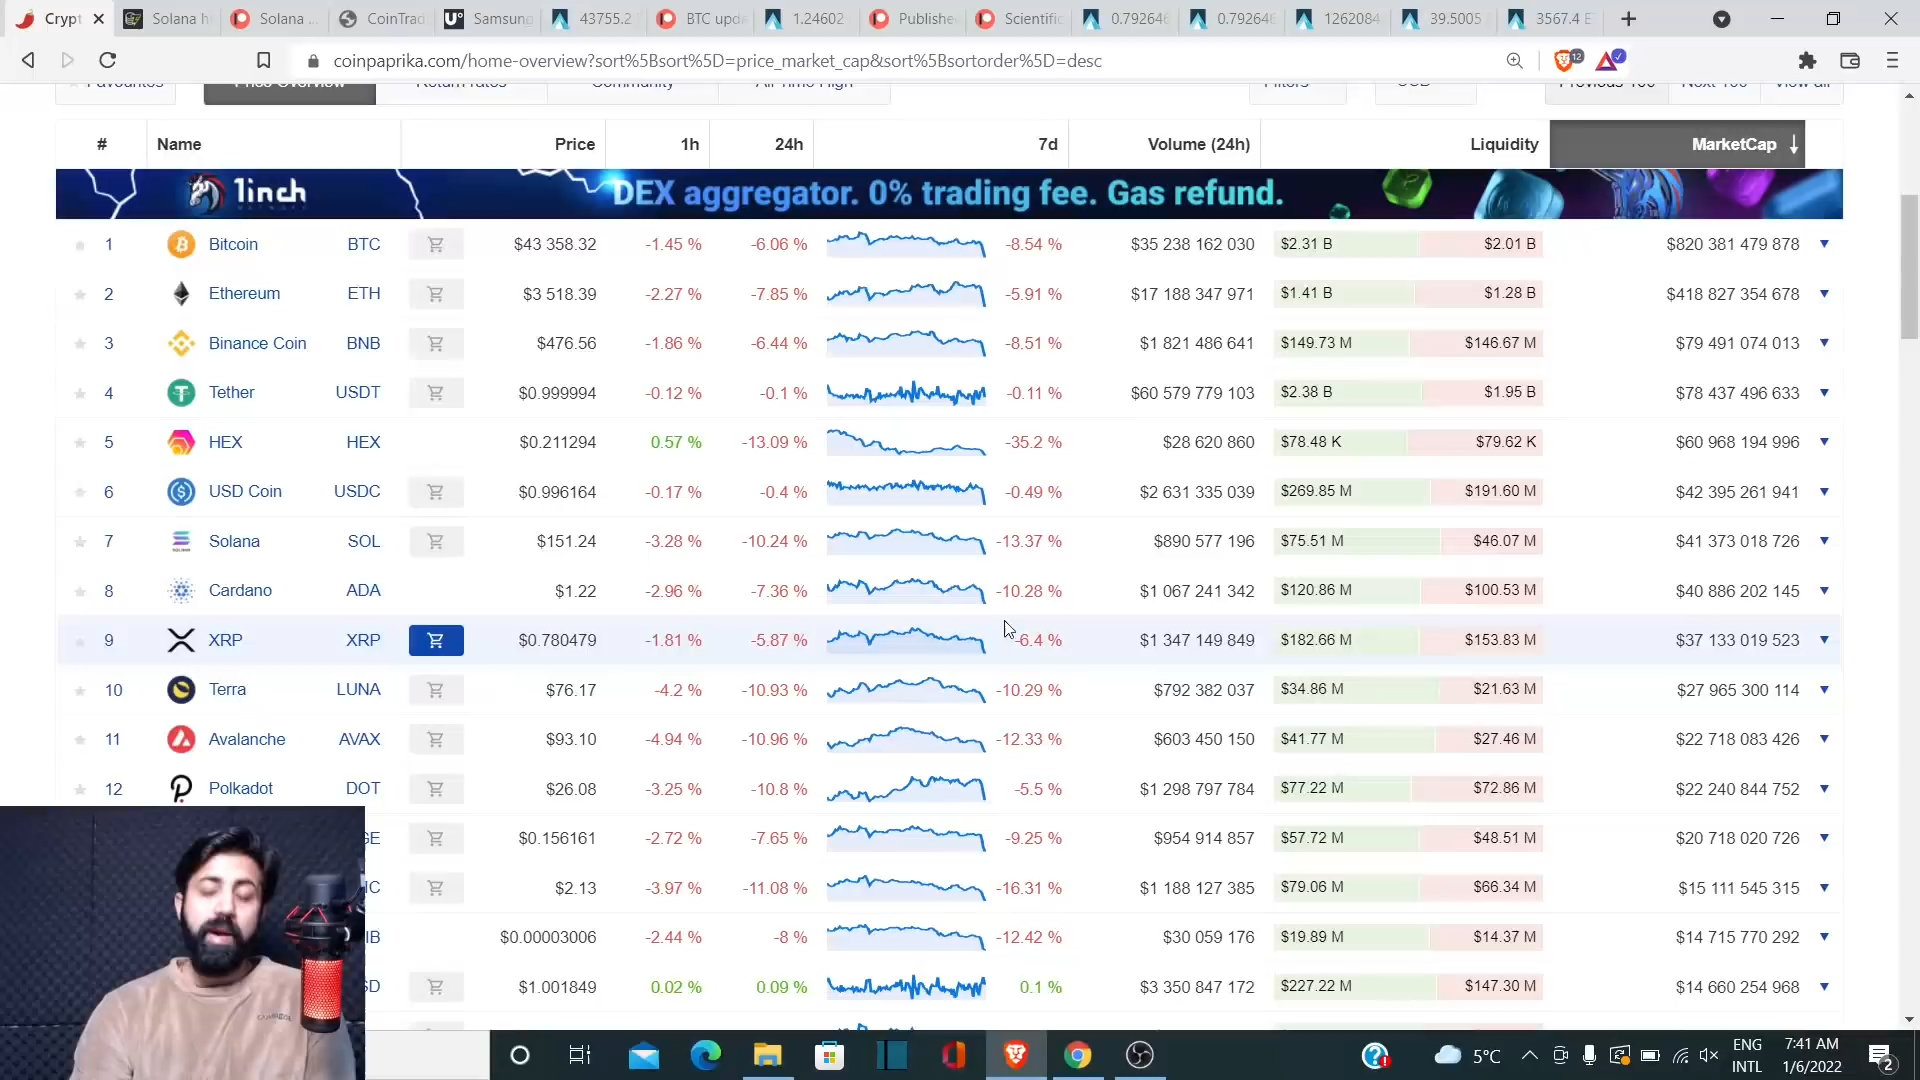 Crypt
Solana h
Solana ...
CoinTrad
Samsung
43755.2
BTC upd
1.24602
Publishe
Scientific
0.792646
0.792646
1262084
39.5005
3567.4 E
coinpaprika.com/home-overview?sort%5Bsort%5D=price_market_cap&sort%5Bsortorder%5D=desc
12
# Name Price 1h 24h 7d Volume (24h) Liquidity MarketCap ↓
1inch
DEX aggregator. 0% trading fee. Gas refund.
1 Bitcoin BTC $43 358.32 -1.45 % -6.06 % -8.54 % $35 238 162 030 $2.31 B $2.01 B $820 381 479 878
2 Ethereum ETH $3 518.39 -2.27 % -7.85 % -5.91 % $17 188 347 971 $1.41 B $1.28 B $418 827 354 678
3 Binance Coin BNB $476.56 -1.86 % -6.44 % -8.51 % $1 821 486 641 $149.73 M $146.67 M $79 491 074 013
4 Tether USDT $0.999994 -0.12 % -0.1 % -0.11 % $60 579 779 103 $2.38 B $1.95 B $78 437 496 633
5 HEX HEX $0.211294 0.57 % -13.09 % -35.2 % $28 620 860 $78.48 K $79.62 K $60 968 194 996
6 USD Coin USDC $0.996164 -0.17 % -0.4 % -0.49 % $2 631 335 039 $269.85 M $191.60 M $42 395 261 941
7 Solana SOL $151.24 -3.28 % -10.24 % -13.37 % $890 577 196 $75.51 M $46.07 M $41 373 018 726
8 Cardano ADA $1.22 -2.96 % -7.36 % -10.28 % $1 067 241 342 $120.86 M $100.53 M $40 886 202 145
9 XRP XRP $0.780479 -1.81 % -5.87 % -6.4 % $1 347 149 849 $182.66 M $153.83 M $37 133 019 523
10 Terra LUNA $76.17 -4.2 % -10.93 % -10.29 % $792 382 037 $34.86 M $21.63 M $27 965 300 114
11 Avalanche AVAX $93.10 -4.94 % -10.96 % -12.33 % $603 450 150 $41.77 M $27.46 M $22 718 083 426
12 Polkadot DOT $26.08 -3.25 % -10.8 % -5.5 % $1 298 797 784 $77.22 M $72.86 M $22 240 844 752
GE $0.156161 -2.72 % -7.65 % -9.25 % $954 914 857 $57.72 M $48.51 M $20 718 020 726
IC $2.13 -3.97 % -11.08 % -16.31 % $1 188 127 385 $79.06 M $66.34 M $15 111 545 315
IB $0.00003006 -2.44 % -8 % -12.42 % $30 059 176 $19.89 M $14.37 M $14 715 770 292
SD $1.001849 0.02 % 0.09 % 0.1 % $3 350 847 172 $227.22 M $147.30 M $14 660 254 968
5°C
ENG
INTL
7:41 AM
1/6/2022
2